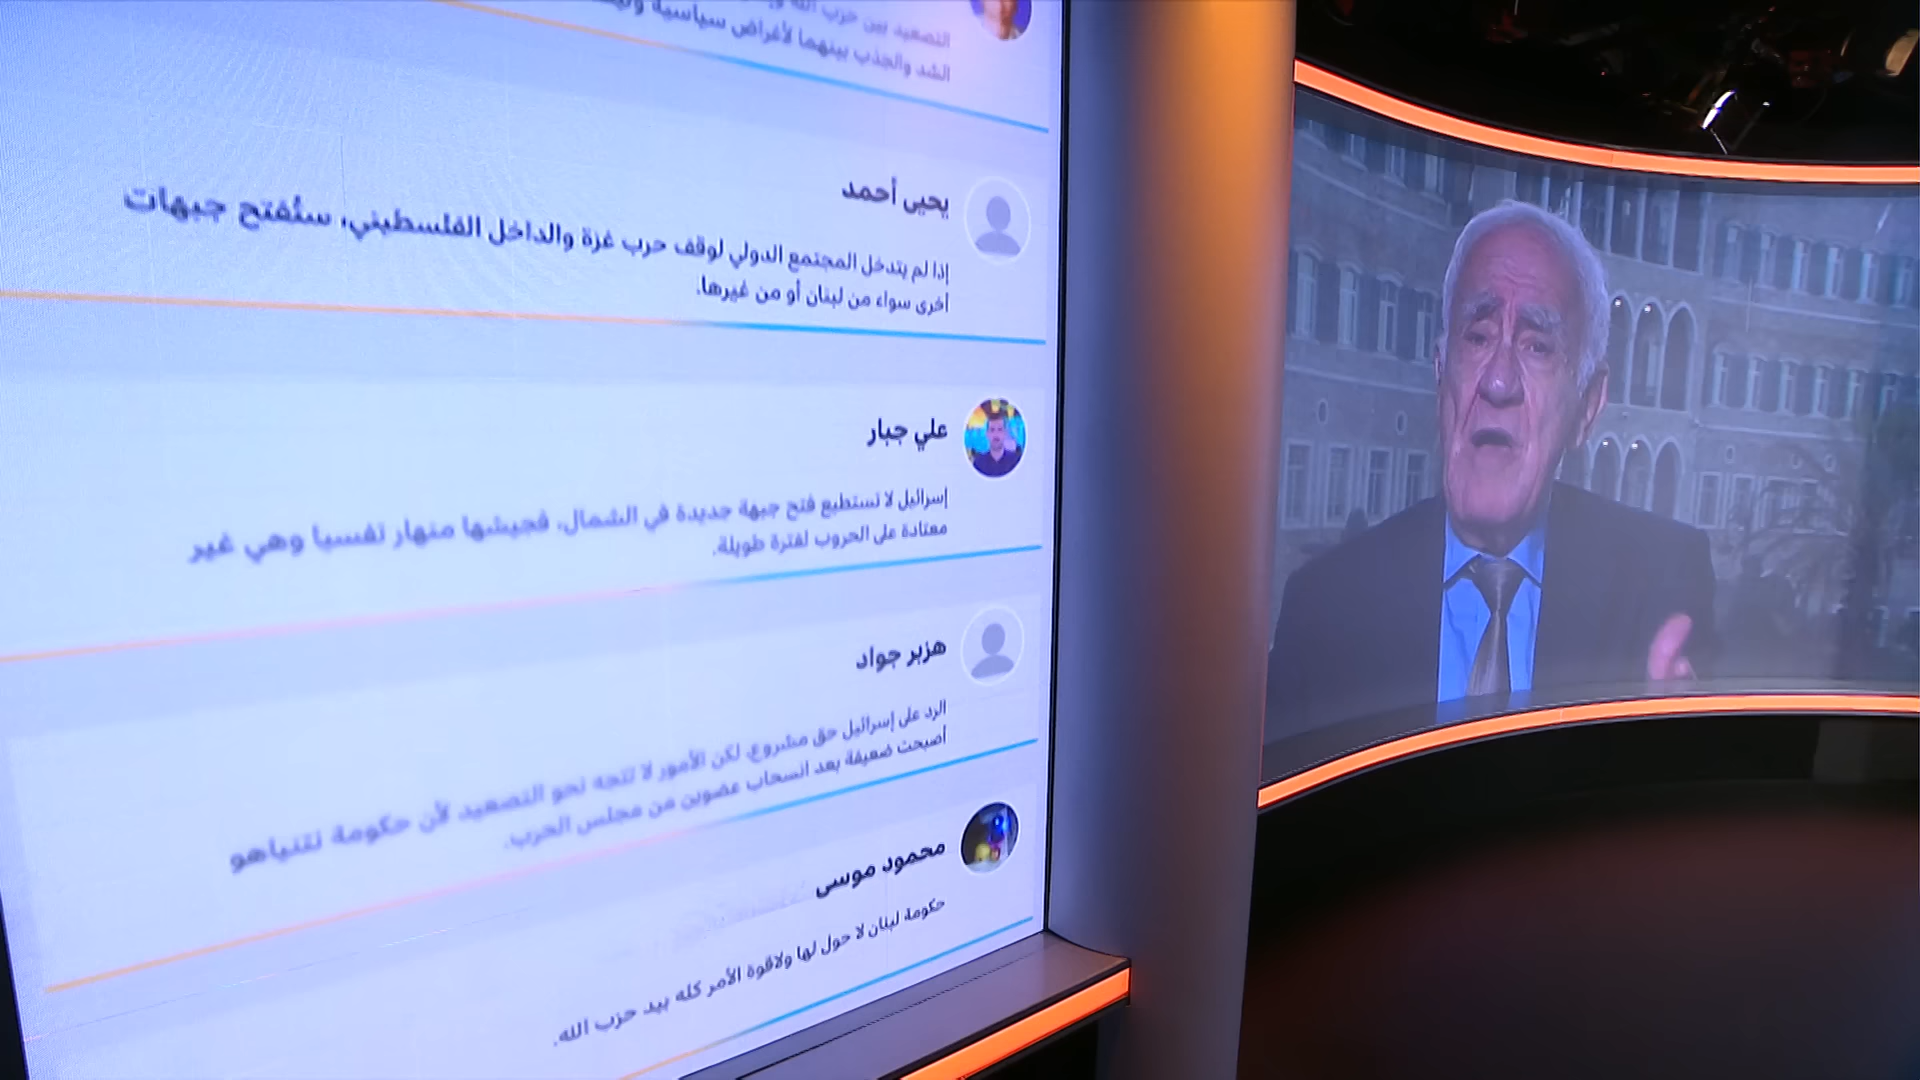 التصعيد بين حزب الله
الشد والجذب بينهما لأغراض سياسية
يحيى أحمد
إذا لم يتدخل المجتمع الدولي لوقف حرب غزة والداخل الفلسطيني، ستُفتح جبهات
أخرى سواء من لبنان أو من غيرها.
علي جبار
إسرائيل لا تستطيع فتح جبهة جديدة في الشمال، فجيشها منهار نفسيا وهي غير
معتادة على الحروب لفترة طويلة.
هزبر جواد
الرد على إسرائيل حق مشروع، لكن الأمور لا تتجه نحو التصعيد لأن حكومة نتنياهو
أصبحت ضعيفة بعد انسحاب عضوين من مجلس الحرب.
محمود موسى
حكومة لبنان لا حول لها ولاقوة الأمر كله بيد حزب الله.